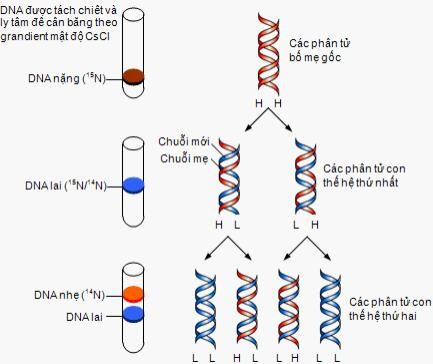 DNA được tách chiết và
ly tâm để cân bằng theo
grandient mật độ CsCl
Các phân tử
bố mẹ gốc
DNA nặng (¹⁵N)
H H
Chuỗi mới
Chuỗi mẹ
DNA lai (¹⁵N/¹⁴N)
Các phân tử con
thế hệ thứ nhất
H L
L H
DNA nhẹ (¹⁴N)
DNA lai
Các phân tử con
thế hệ thứ hai
L L
H L
L H
L L